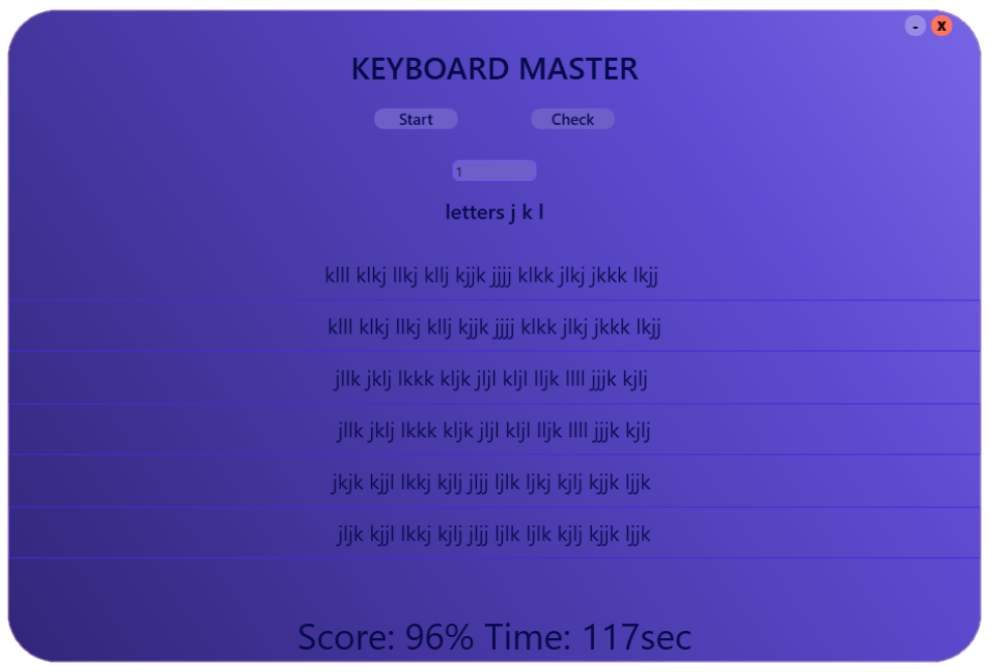 - X
KEYBOARD MASTER
Start Check
1
letters j k l
klll klkj llkj kllj kjjk jjjj klkk jlkj jkkk lkjj
klll klkj llkj kllj kjjk jjjj klkk jlkj jkkk lkjj
jllk jklj lkkk kljk jljl kljl lljk llll jjjk kjlj
jllk jklj lkkk kljk jljl kljl lljk llll jjjk kjlj
jkjk kjjl lkkj kjlj jljj ljlk ljkj kjlj kjjk ljjk
jljk kjjl lkkj kjlj jljj ljlk ljlk kjlj kjjk ljjk
Score: 96% Time: 117sec